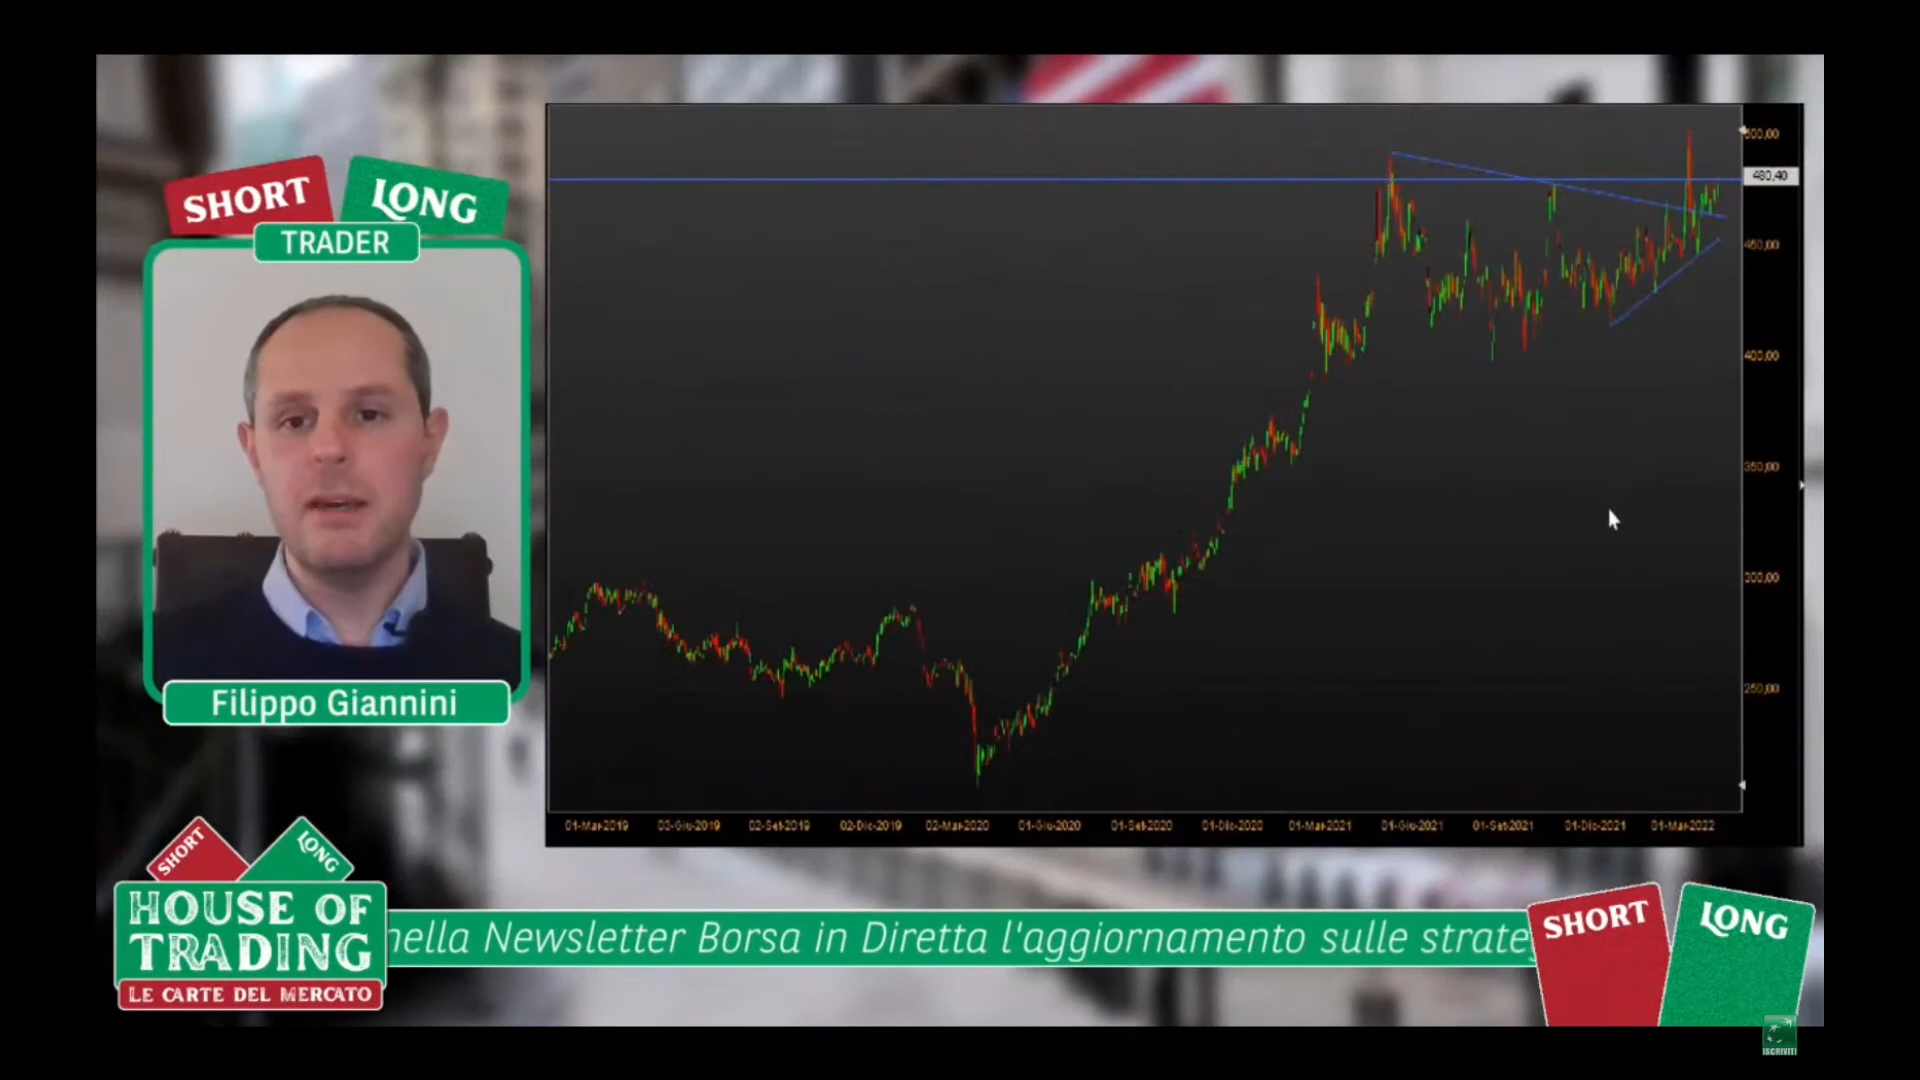 SHORT
LONG
TRADER
Filippo Giannini
500,00
480,40
450,00
400,00
350,00
300,00
250,00
01-Mar-2019
03-Giu-2019
02-Set-2019
02-Dic-2019
02-Mar-2020
01-Giu-2020
01-Set-2020
01-Dic-2020
01-Mar-2021
01-Giu-2021
01-Set-2021
01-Dic-2021
01-Mar-2022
SHORT
LONG
HOUSE OF
TRADING
LE CARTE DEL MERCATO
nella Newsletter Borsa in Diretta l'aggiornamento sulle strate
SHORT
LONG
ISCRIVITI